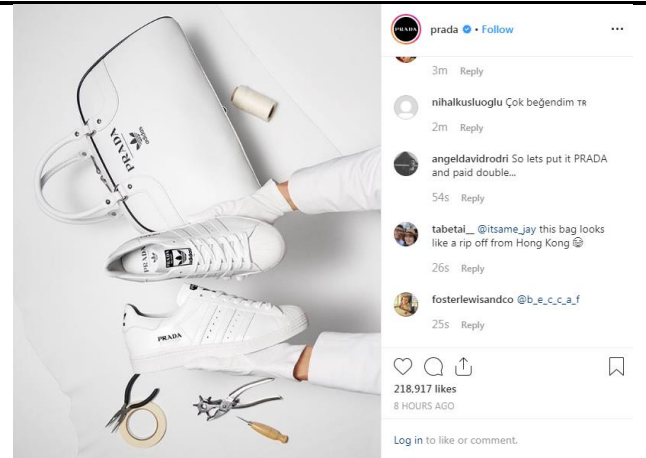 PRADA
adidas
PRADA
adidas
PRADA
PRADA
prada • Follow
3m Reply
nihalkusluoglu Çok beğendim TR
2m Reply
angeldavidrodri So lets put it PRADA
and paid double...
54s Reply
tabetai__ @itsame_jay this bag looks
like a rip off from Hong Kong 😂
26s Reply
fosterlewisandco @b_e_c_c_a_f
25s Reply
218,917 likes
8 HOURS AGO
Log in to like or comment.